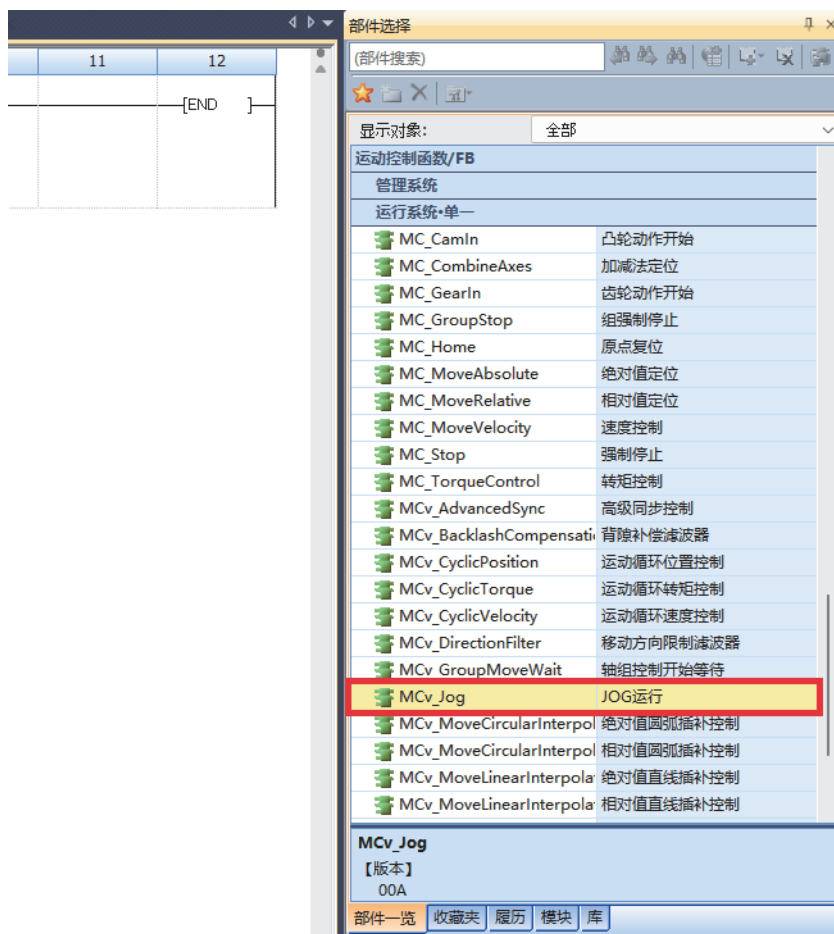 11 12
[END ]
部件选择
(部件搜索)
显示对象: 全部
运动控制函数/FB
管理系统
运行系统•单一
MC_CamIn 凸轮动作开始
MC_CombineAxes 加减法定位
MC_GearIn 齿轮动作开始
MC_GroupStop 组强制停止
MC_Home 原点复位
MC_MoveAbsolute 绝对值定位
MC_MoveRelative 相对值定位
MC_MoveVelocity 速度控制
MC_Stop 强制停止
MC_TorqueControl 转矩控制
MCv_AdvancedSync 高级同步控制
MCv_BacklashCompensati 背隙补偿滤波器
MCv_CyclicPosition 运动循环位置控制
MCv_CyclicTorque 运动循环转矩控制
MCv_CyclicVelocity 运动循环速度控制
MCv_DirectionFilter 移动方向限制滤波器
MCv_GroupMoveWait 轴组控制开始等待
MCv_Jog JOG运行
MCv_MoveCircularInterpol 绝对值圆弧插补控制
MCv_MoveCircularInterpol 相对值圆弧插补控制
MCv_MoveLinearInterpola 绝对值直线插补控制
MCv_MoveLinearInterpola 相对值直线插补控制
MCv_Jog
【版本】
00A
部件一览 收藏夹 履历 模块 库